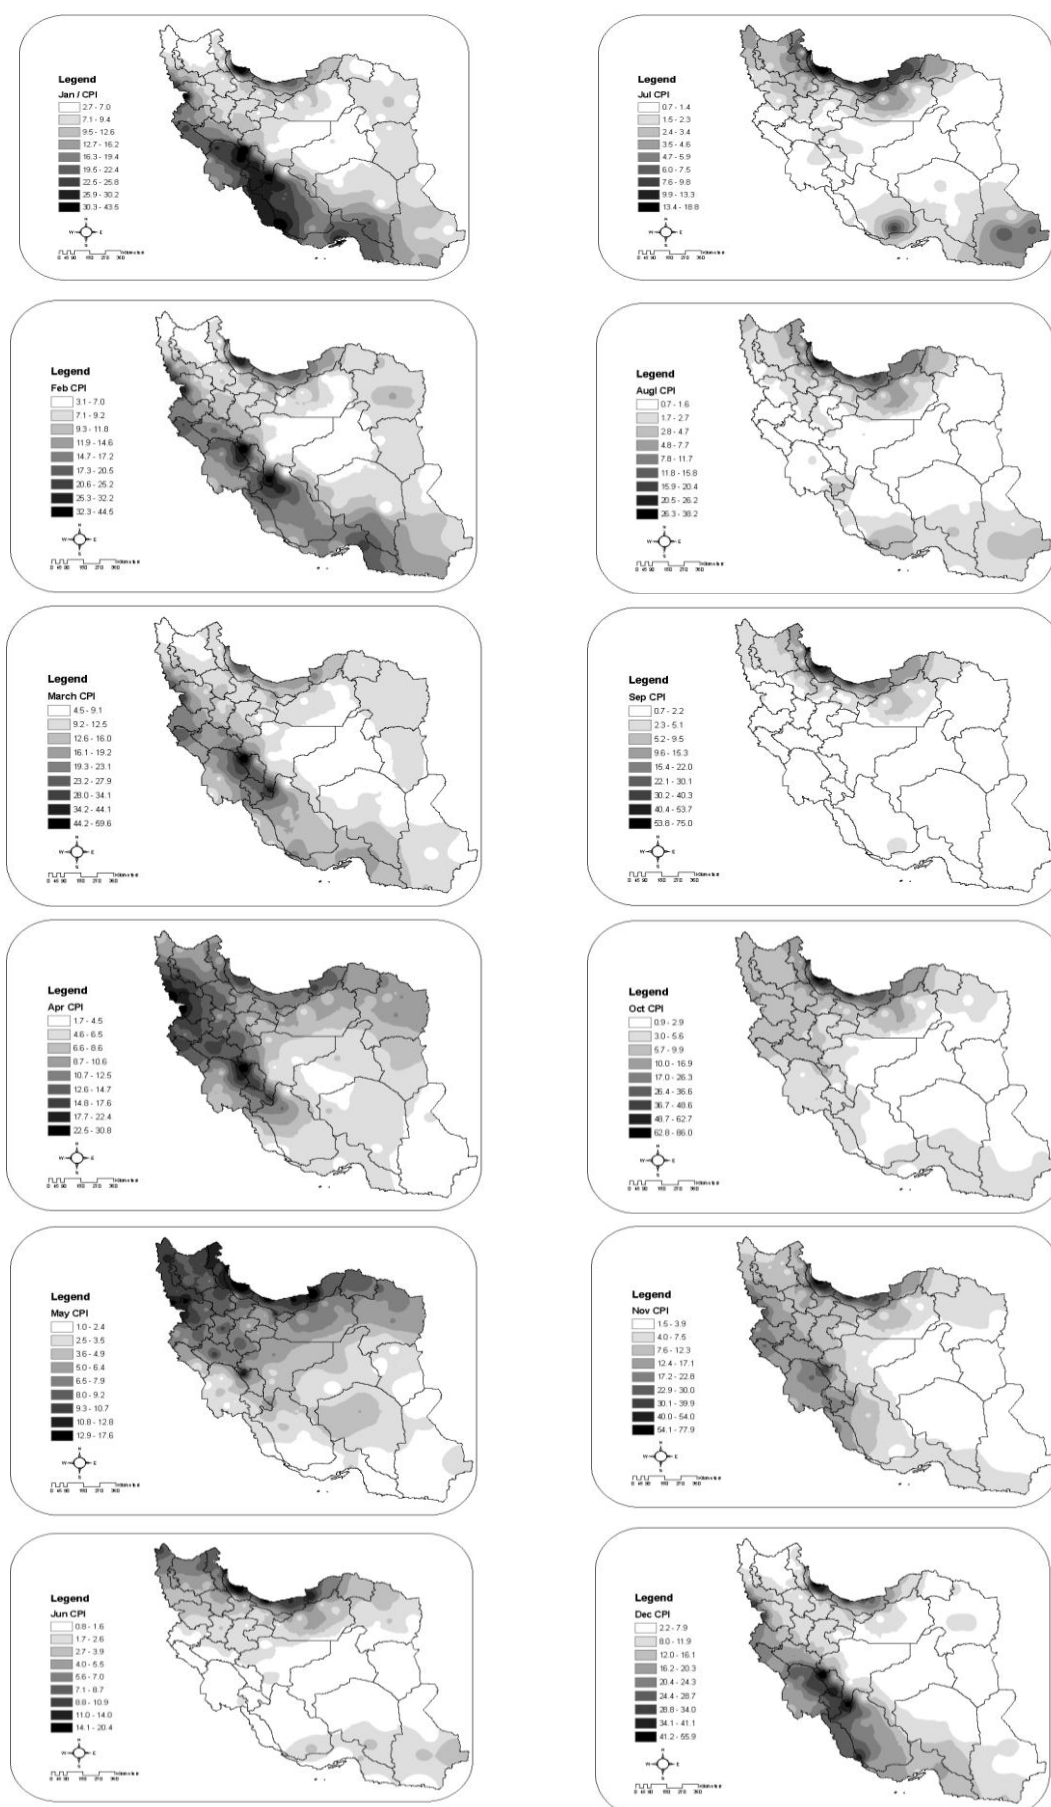 Legend
Jan / CPI
2.7 - 7.0
7.1 - 9.4
9.5 - 12.6
12.7 - 16.2
16.3 - 19.4
19.5 - 22.4
22.5 - 25.8
25.9 - 30.2
30.3 - 43.5
N
W E
S
Legend
Jul CPI
0.7 - 1.4
1.5 - 2.3
2.4 - 3.4
3.5 - 4.6
4.7 - 5.9
6.0 - 7.5
7.6 - 9.8
9.9 - 13.3
13.4 - 18.8
N
W E
S
Legend
Feb CPI
3.1 - 7.0
7.1 - 9.2
9.3 - 11.8
11.9 - 14.6
14.7 - 17.2
17.3 - 20.5
20.6 - 25.2
25.3 - 32.2
32.3 - 44.5
N
W E
S
Legend
Augl CPI
0.7 - 1.6
1.7 - 2.7
2.8 - 4.7
4.8 - 7.7
7.8 - 11.7
11.8 - 15.8
15.9 - 20.4
20.5 - 26.2
26.3 - 38.2
N
W E
S
Legend
March CPI
4.5 - 9.1
9.2 - 12.5
12.6 - 16.0
16.1 - 19.2
19.3 - 23.1
23.2 - 27.9
28.0 - 34.1
34.2 - 44.1
44.2 - 59.6
N
W E
S
Legend
Sep CPI
0.7 - 2.2
2.3 - 5.1
5.2 - 9.5
9.6 - 15.3
15.4 - 22.0
22.1 - 30.1
30.2 - 40.3
40.4 - 53.7
53.8 - 75.0
N
W E
S
Legend
Apr CPI
1.7 - 4.5
4.6 - 6.5
6.6 - 8.6
8.7 - 10.6
10.7 - 12.5
12.6 - 14.7
14.8 - 17.6
17.7 - 22.4
22.5 - 30.8
N
W E
S
Legend
Oct CPI
0.9 - 2.9
3.0 - 5.6
5.7 - 9.9
10.0 - 16.9
17.0 - 26.3
26.4 - 36.6
36.7 - 48.6
48.7 - 62.7
62.8 - 86.0
N
W E
S
Legend
May CPI
1.0 - 2.4
2.5 - 3.5
3.6 - 4.9
5.0 - 6.4
6.5 - 7.9
8.0 - 9.2
9.3 - 10.7
10.8 - 12.8
12.9 - 17.6
N
W E
S
Legend
Nov CPI
1.5 - 3.9
4.0 - 7.5
7.6 - 12.3
12.4 - 17.1
17.2 - 22.8
22.9 - 30.0
30.1 - 39.9
40.0 - 54.0
54.1 - 77.9
N
W E
S
Legend
Jun CPI
0.8 - 1.6
1.7 - 2.6
2.7 - 3.9
4.0 - 5.5
5.6 - 7.0
7.1 - 8.7
8.8 - 10.9
11.0 - 14.0
14.1 - 20.4
N
W E
S
Legend
Dec CPI
2.2 - 7.9
8.0 - 11.9
12.0 - 16.1
16.2 - 20.3
20.4 - 24.3
24.4 - 28.7
28.8 - 34.0
34.1 - 41.1
41.2 - 55.9
N
W E
S